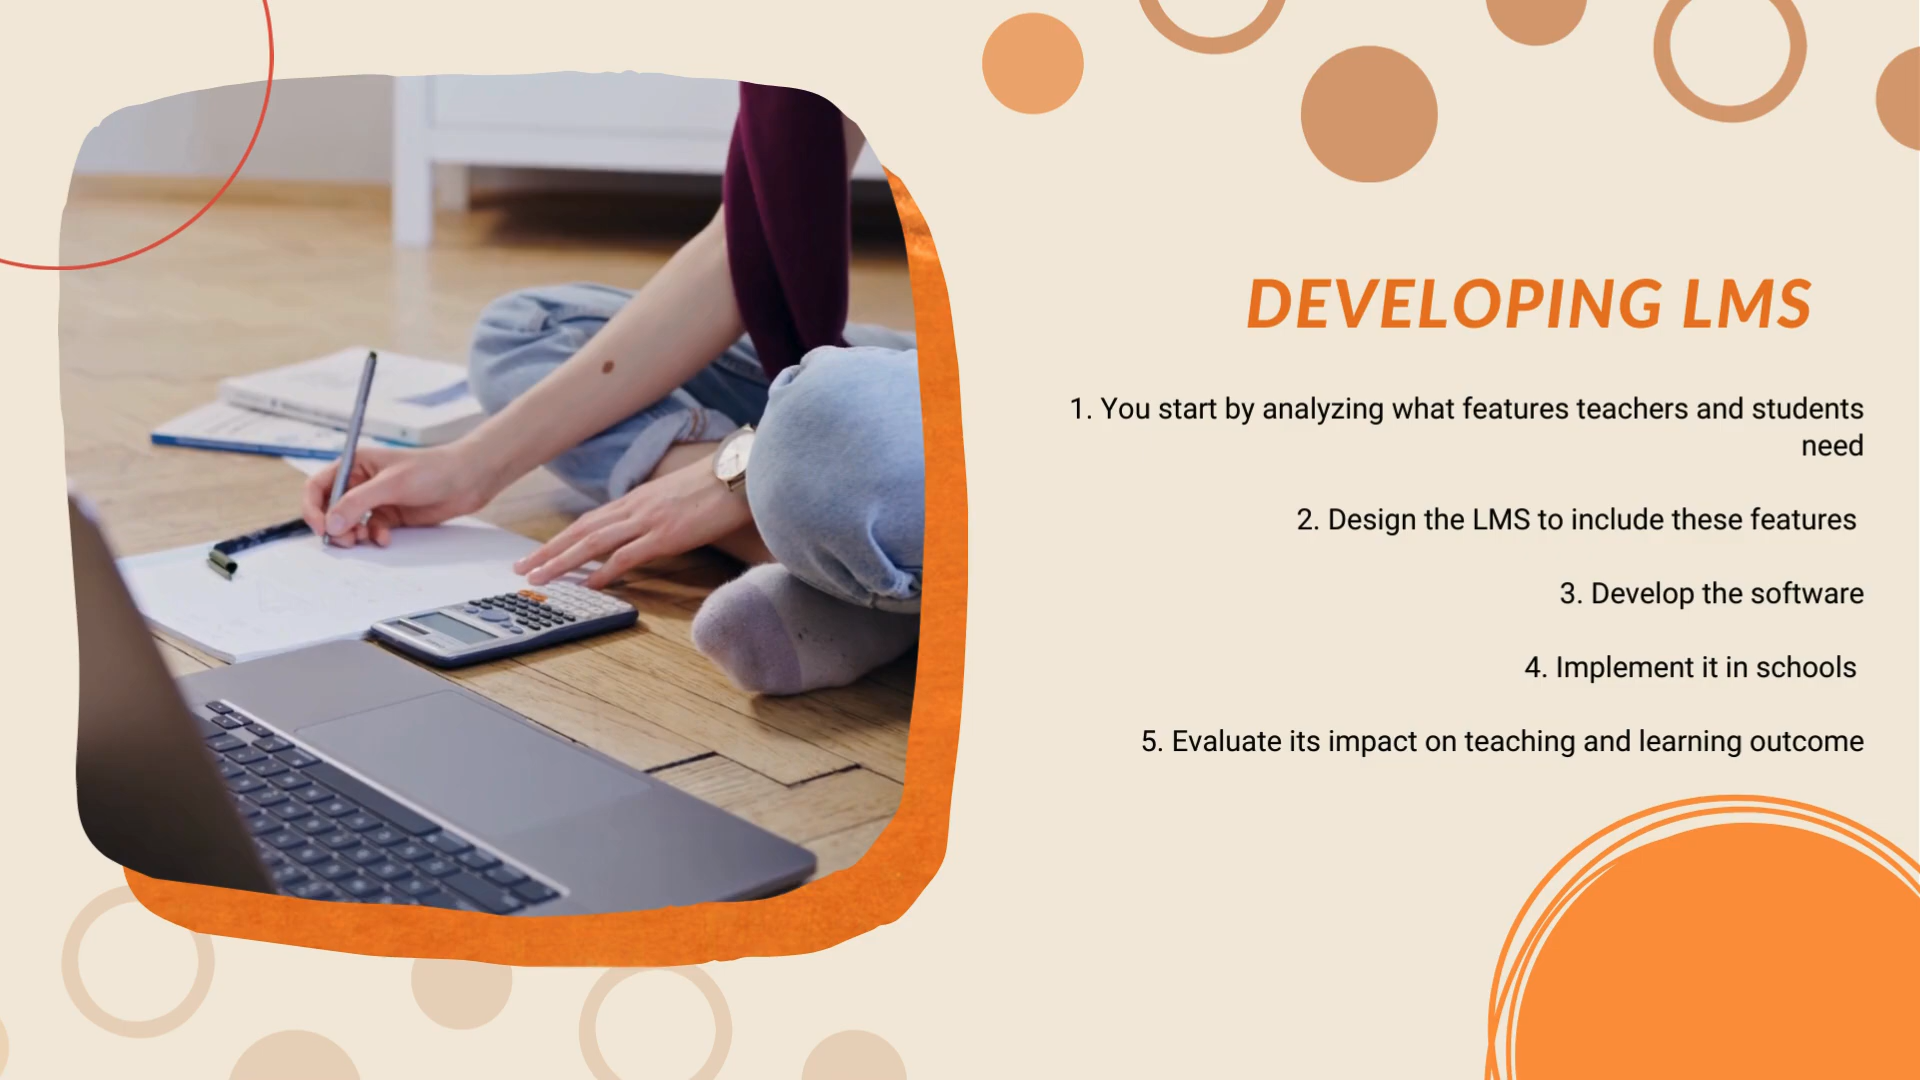 DEVELOPING LMS
1. You start by analyzing what features teachers and students
need
2. Design the LMS to include these features
3. Develop the software
4. Implement it in schools
5. Evaluate its impact on teaching and learning outcome